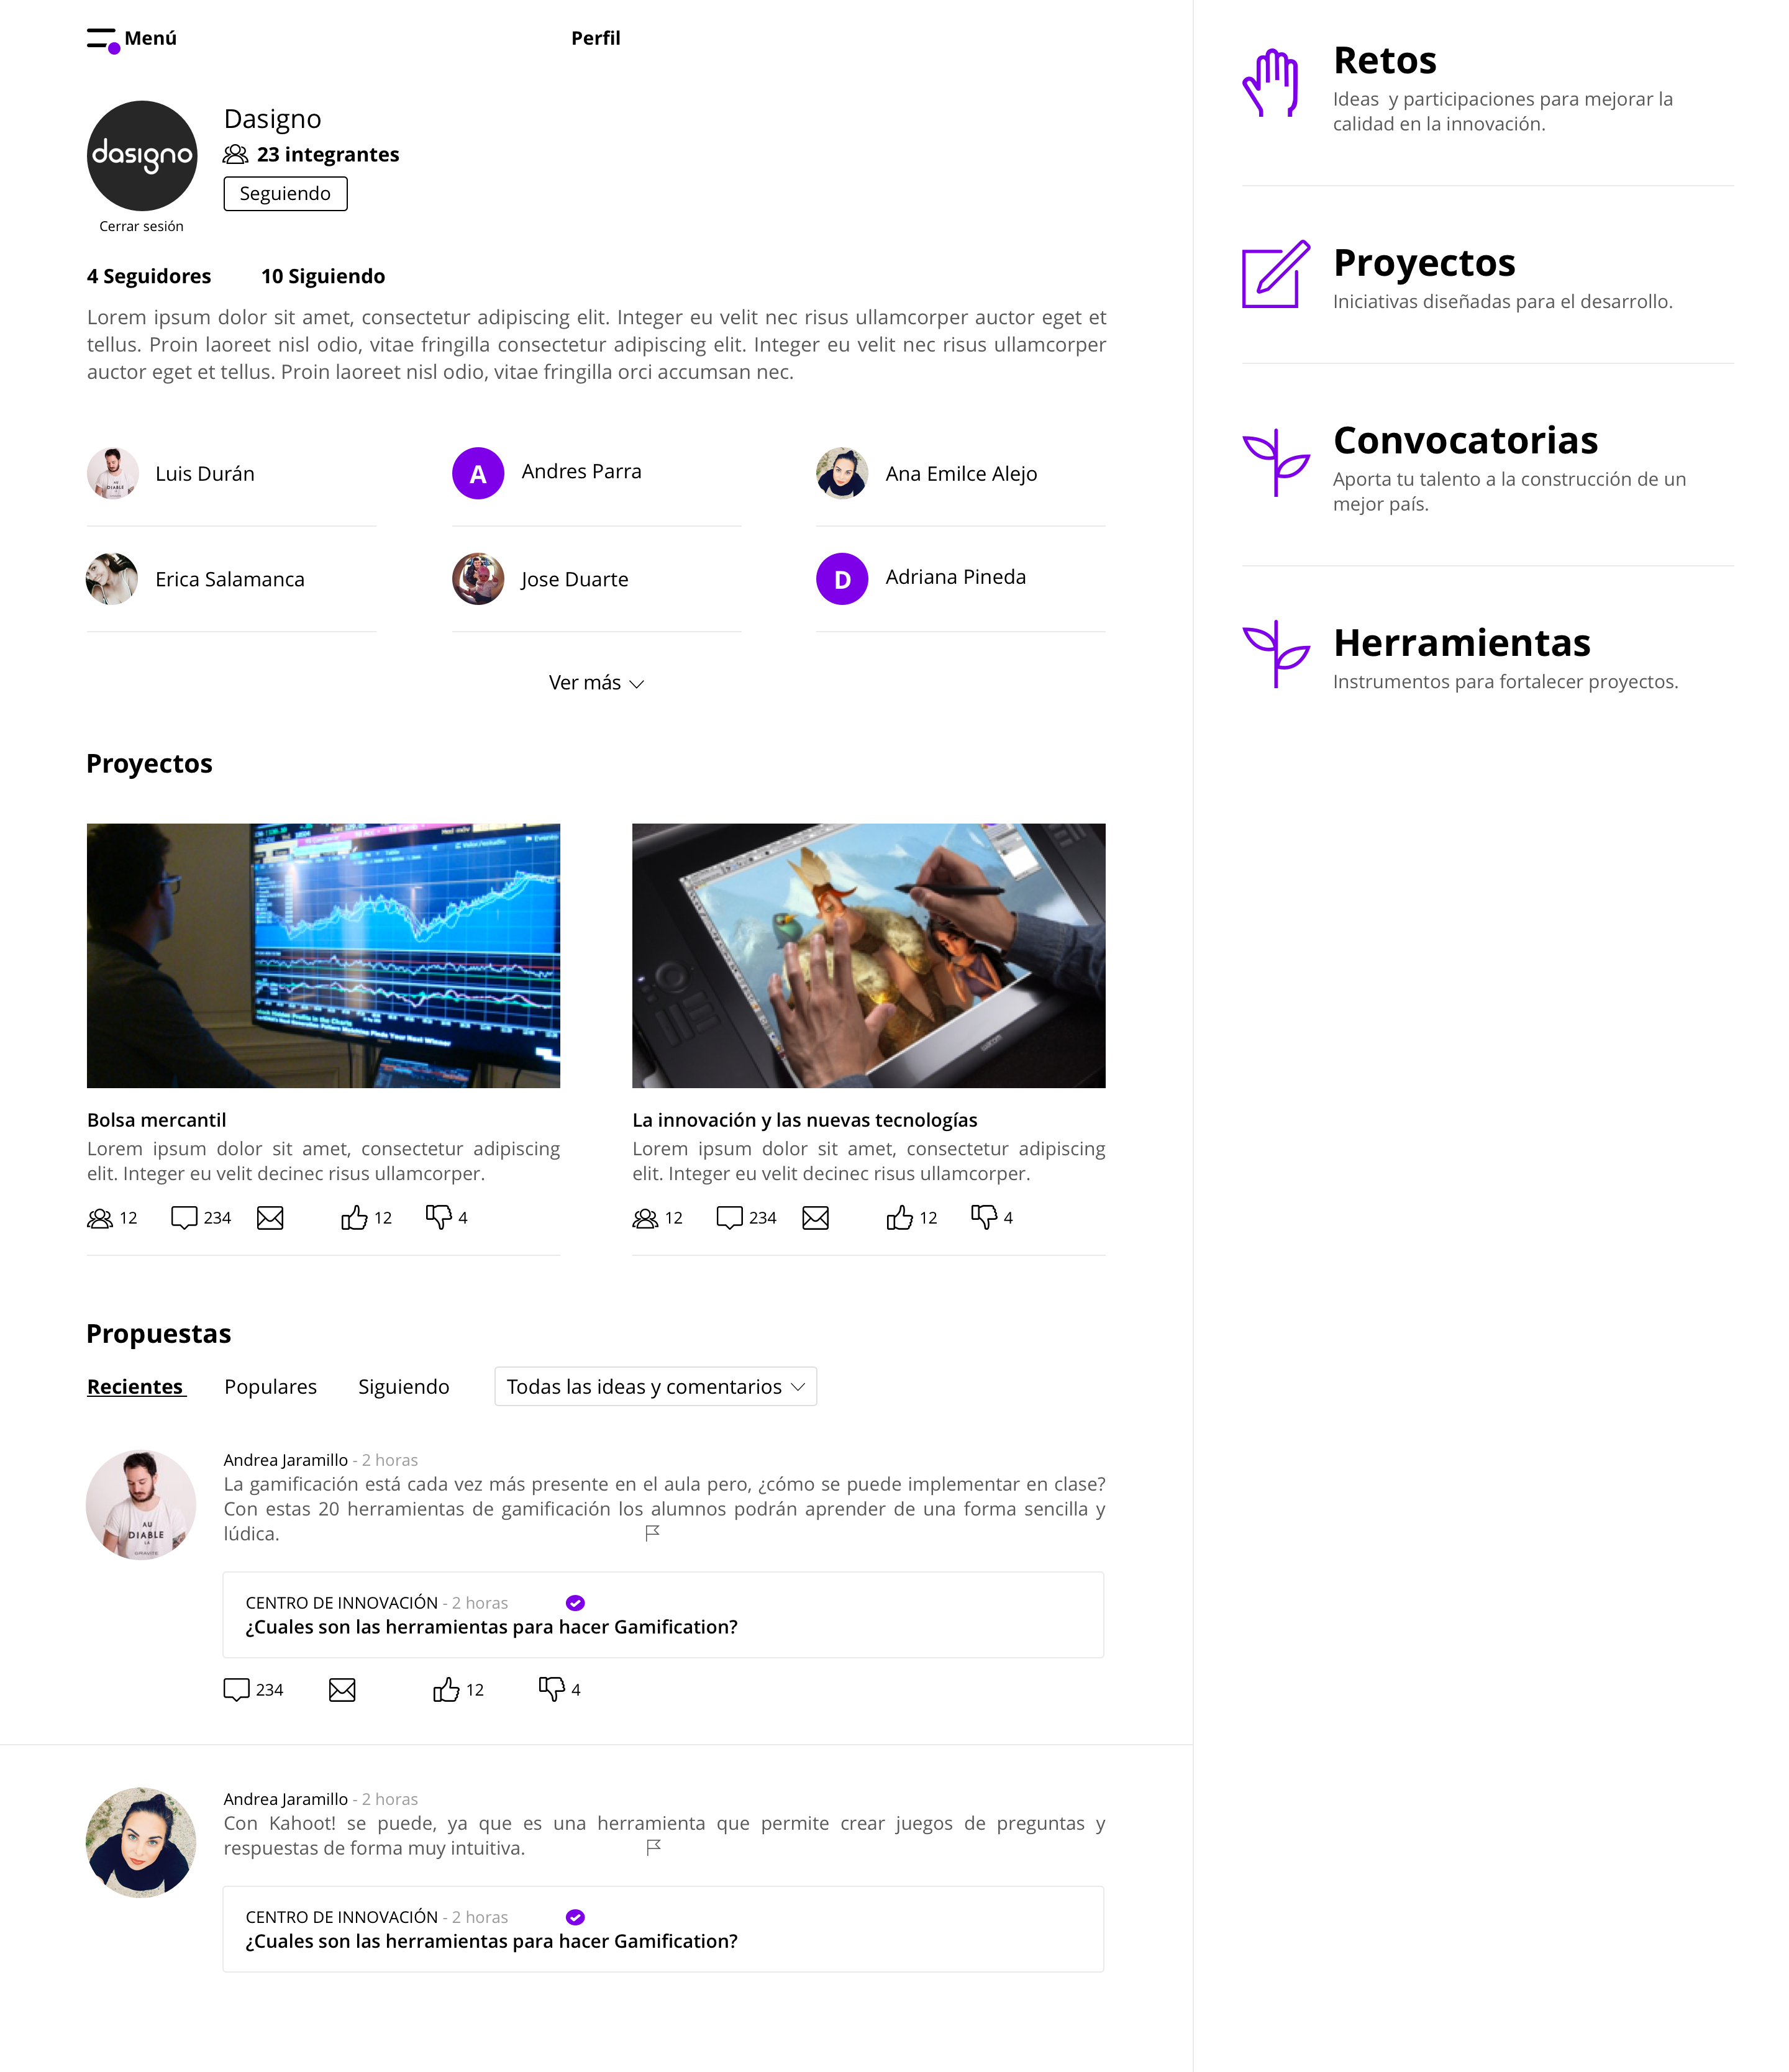 Menú
Perfil
dasigno
Dasigno
23 integrantes
Seguiendo
Cerrar sesión
4 Seguidores
10 Siguiendo
Lorem ipsum dolor sit amet, consectetur adipiscing elit. Integer eu velit nec risus ullamcorper auctor eget et
tellus. Proin laoreet nisl odio, vitae fringilla consectetur adipiscing elit. Integer eu velit nec risus ullamcorper
auctor eget et tellus. Proin laoreet nisl odio, vitae fringilla orci accumsan nec.
Luis Durán
A
Andres Parra
Ana Emilce Alejo
Erica Salamanca
Jose Duarte
D
Adriana Pineda
Ver más
Proyectos
Bolsa mercantil
Lorem ipsum dolor sit amet, consectetur adipiscing
elit. Integer eu velit decinec risus ullamcorper.
12
234
12
4
La innovación y las nuevas tecnologías
Lorem ipsum dolor sit amet, consectetur adipiscing
elit. Integer eu velit decinec risus ullamcorper.
12
234
12
4
Propuestas
Recientes
Populares
Siguiendo
Todas las ideas y comentarios
AU
DIABLE
Andrea Jaramillo - 2 horas
La gamificación está cada vez más presente en el aula pero, ¿cómo se puede implementar en clase?
Con estas 20 herramientas de gamificación los alumnos podrán aprender de una forma sencilla y
lúdica.
CENTRO DE INNOVACIÓN - 2 horas
¿Cuales son las herramientas para hacer Gamification?
234
12
4
Andrea Jaramillo - 2 horas
Con Kahoot! se puede, ya que es una herramienta que permite crear juegos de preguntas y
respuestas de forma muy intuitiva.
CENTRO DE INNOVACIÓN - 2 horas
¿Cuales son las herramientas para hacer Gamification?
Retos
Ideas  y participaciones para mejorar la
calidad en la innovación.
Proyectos
Iniciativas diseñadas para el desarrollo.
Convocatorias
Aporta tu talento a la construcción de un
mejor país.
Herramientas
Instrumentos para fortalecer proyectos.